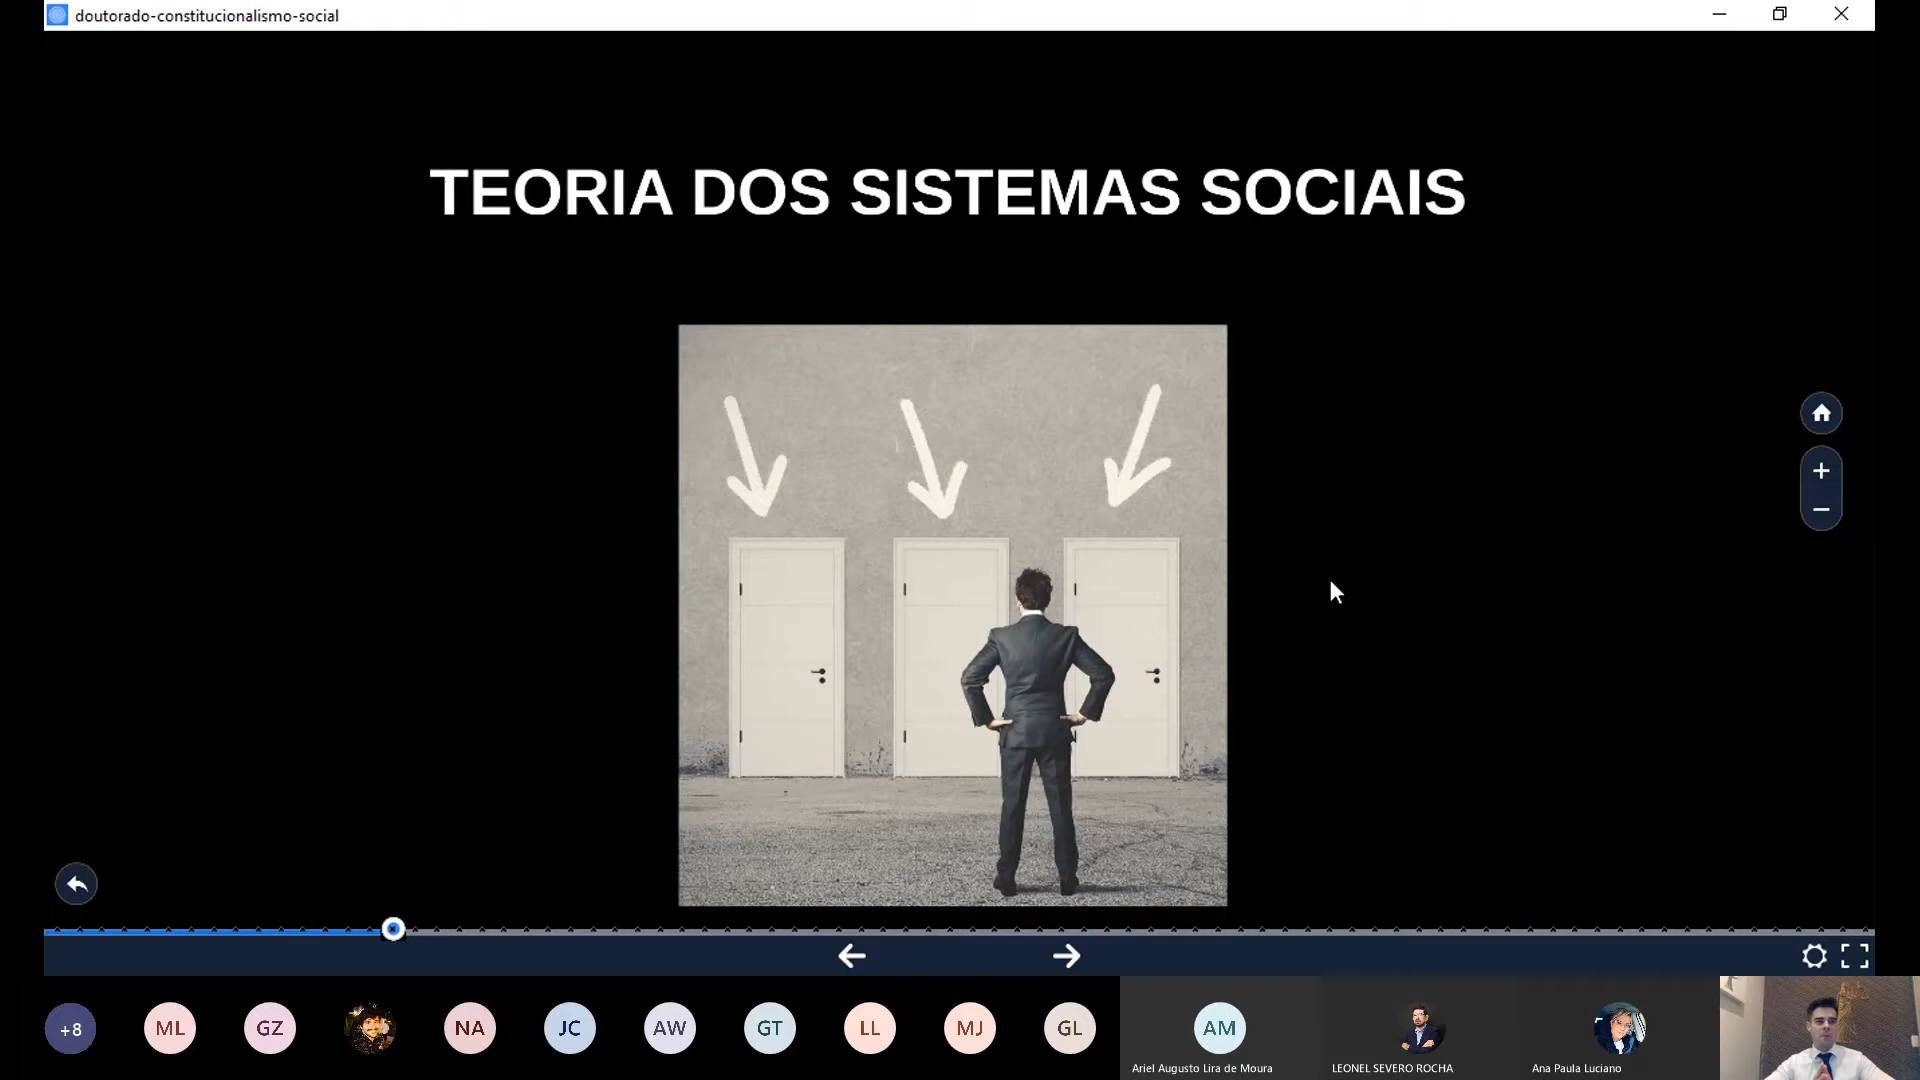 doutorado-constitucionalismo-social
TEORIA DOS SISTEMAS SOCIAIS
+8
ML
GZ
NA
JC
AW
GT
LL
MJ
GL
AM
Ariel Augusto Lira de Moura
LEONEL SEVERO ROCHA
Ana Paula Luciano